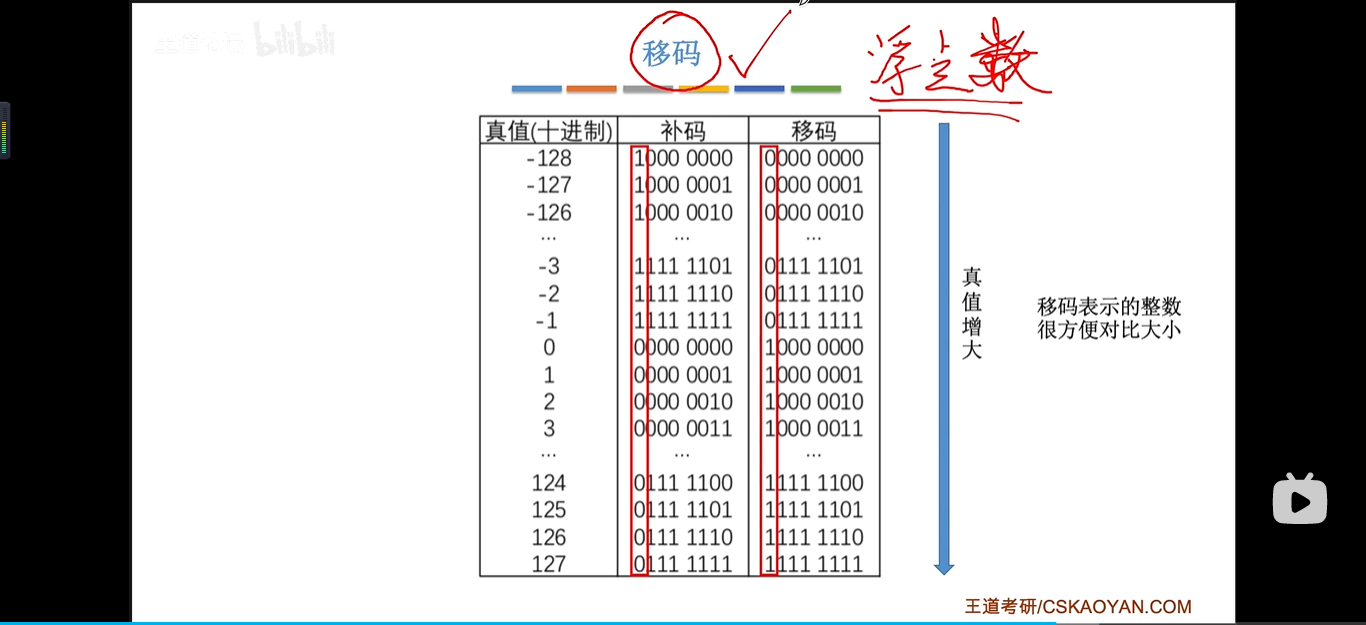 王道论坛 bilibili
移码
浮点数
真值(十进制) 补码 移码
-128 1000 0000 0000 0000
-127 1000 0001 0000 0001
-126 1000 0010 0000 0010
... ... ...
-3 1111 1101 0111 1101
-2 1111 1110 0111 1110
-1 1111 1111 0111 1111
0 0000 0000 1000 0000
1 0000 0001 1000 0001
2 0000 0010 1000 0010
3 0000 0011 1000 0011
... ... ...
124 0111 1100 1111 1100
125 0111 1101 1111 1101
126 0111 1110 1111 1110
127 0111 1111 1111 1111
真值增大
移码表示的整数
很方便对比大小
王道考研/CSKAOYAN.COM